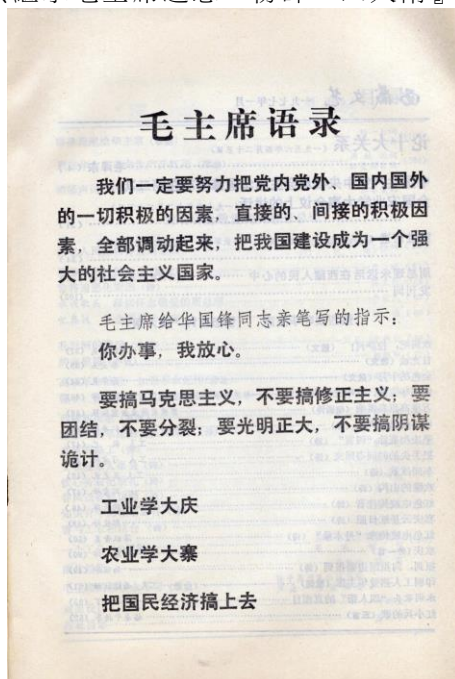 毛主席语录
我们一定要努力把党内党外、国内国外
的一切积极的因素，直接的、间接的积极因
素，全部调动起来，把我国建设成为一个强
大的社会主义国家。
毛主席给华国锋同志亲笔写的指示：
你办事，我放心。
要搞马克思主义，不要搞修正主义；要
团结，不要分裂；要光明正大，不要搞阴谋
诡计。
工业学大庆
农业学大寨
把国民经济搞上去